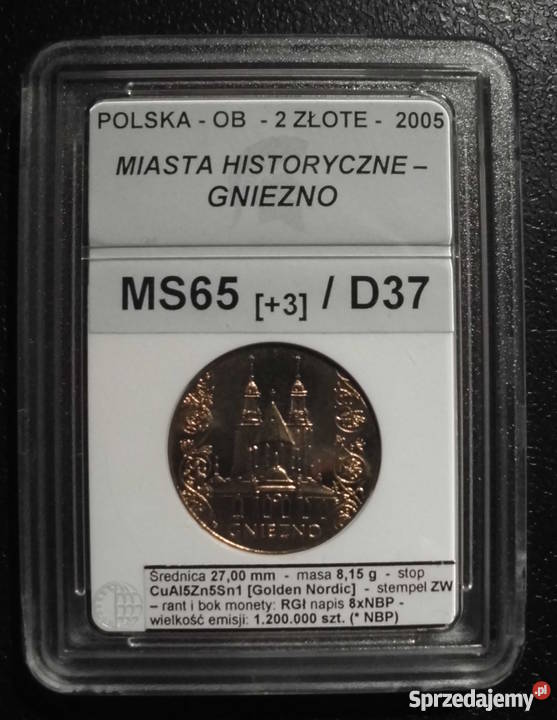 POLSKA - OB - 2 ZŁOTE - 2005
MIASTA HISTORYCZNE –
GNIEZNO
MS65 [+3] / D37
GNIEZNO
Średnica 27,00 mm - masa 8,15 g - stop
CuAl5Zn5Sn1 [Golden Nordic] - stempel ZW
– rant i bok monety: RGł napis 8xNBP -
wielkość emisji: 1.200.000 szt. (* NBP)
Sprzedajemy.pl